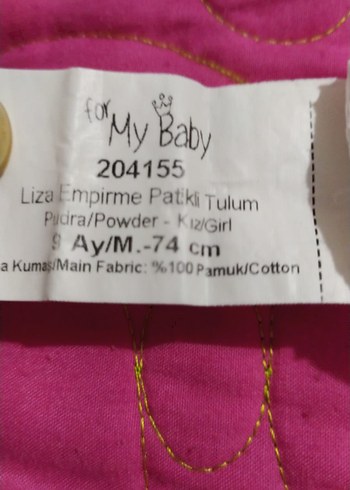 for
My Baby
204155
Liza Empirme Patikli Tulum
Pudra/Powder - Kız/Girl
9 Ay/M.-74 cm
a Kumaş/Main Fabric: %100 Pamuk/Cotton